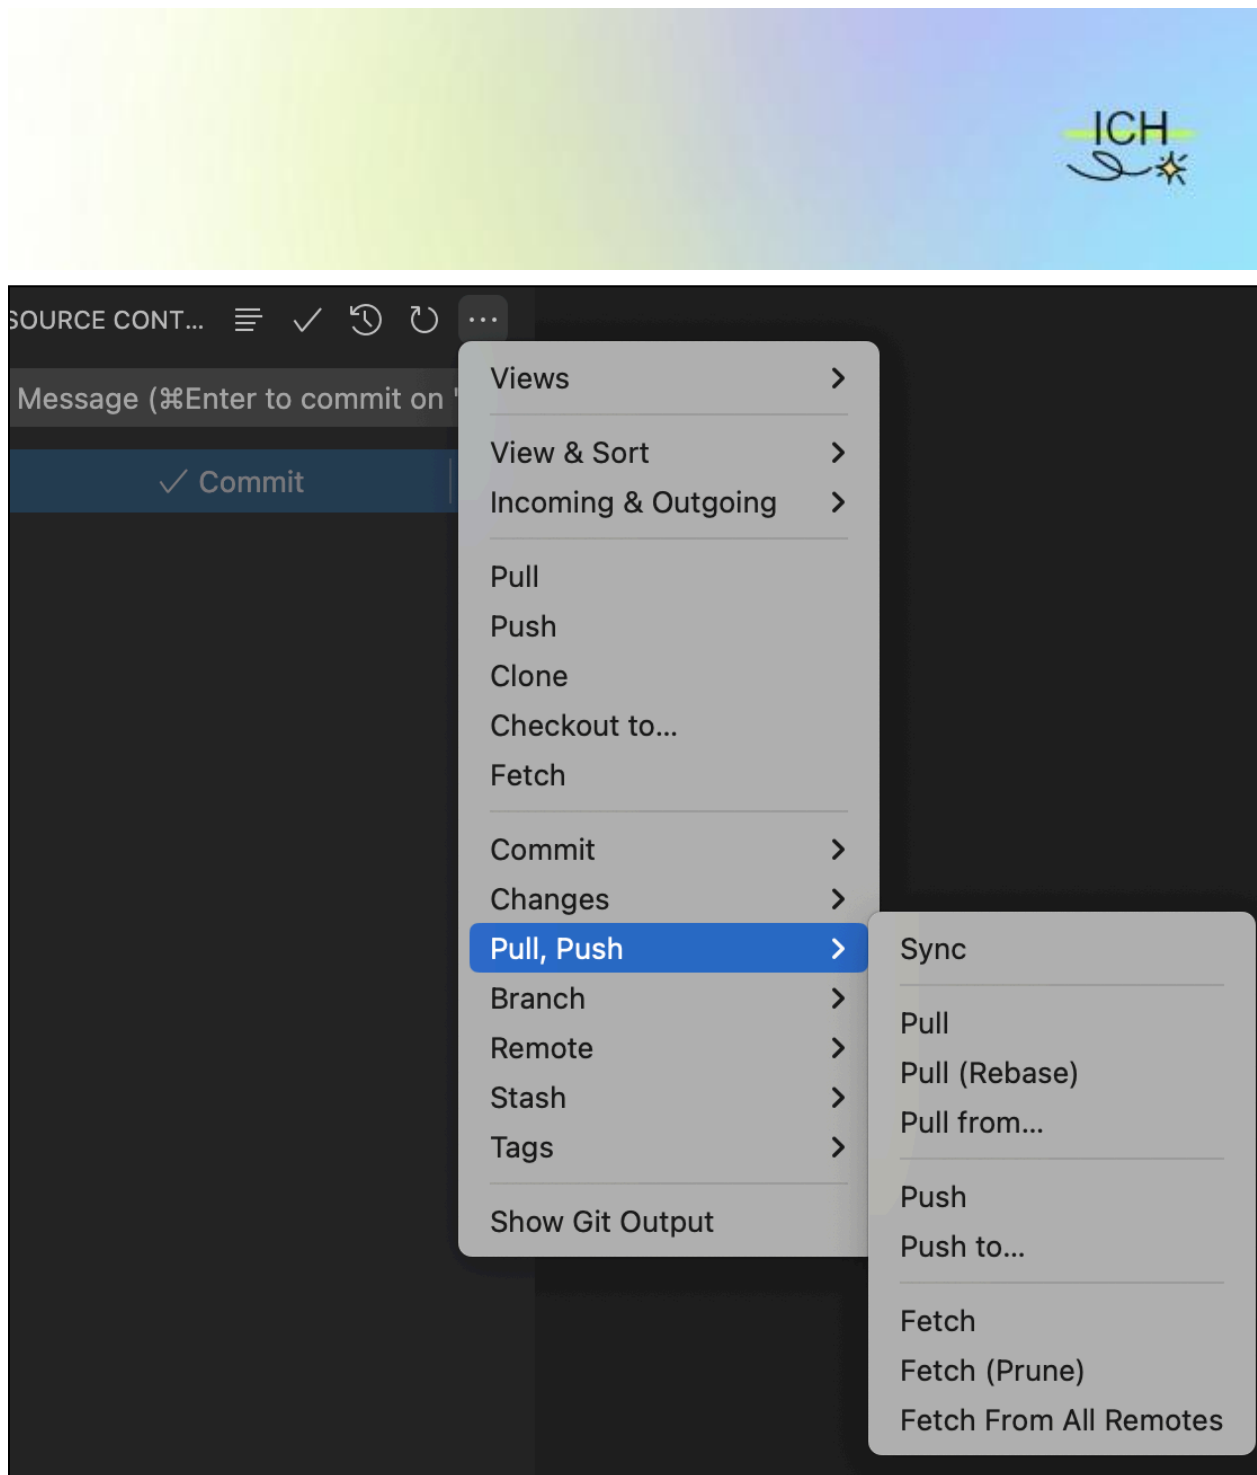 ICH
SOURCE CONT...
Message (⌘Enter to commit on '
Commit
Views
View & Sort
Incoming & Outgoing
Pull
Push
Clone
Checkout to...
Fetch
Commit
Changes
Pull, Push
Branch
Remote
Stash
Tags
Show Git Output
Sync
Pull
Pull (Rebase)
Pull from...
Push
Push to...
Fetch
Fetch (Prune)
Fetch From All Remotes